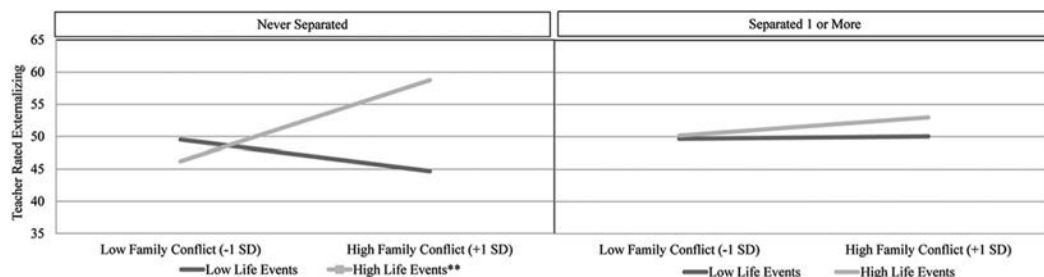 Never Separated
Separated 1 or More
Teacher Rated Externalizing
65
60
55
50
45
40
35
Low Family Conflict (-1 SD)
High Family Conflict (+1 SD)
Low Life Events
High Life Events**
Low Family Conflict (-1 SD)
High Family Conflict (+1 SD)
Low Life Events
High Life Events